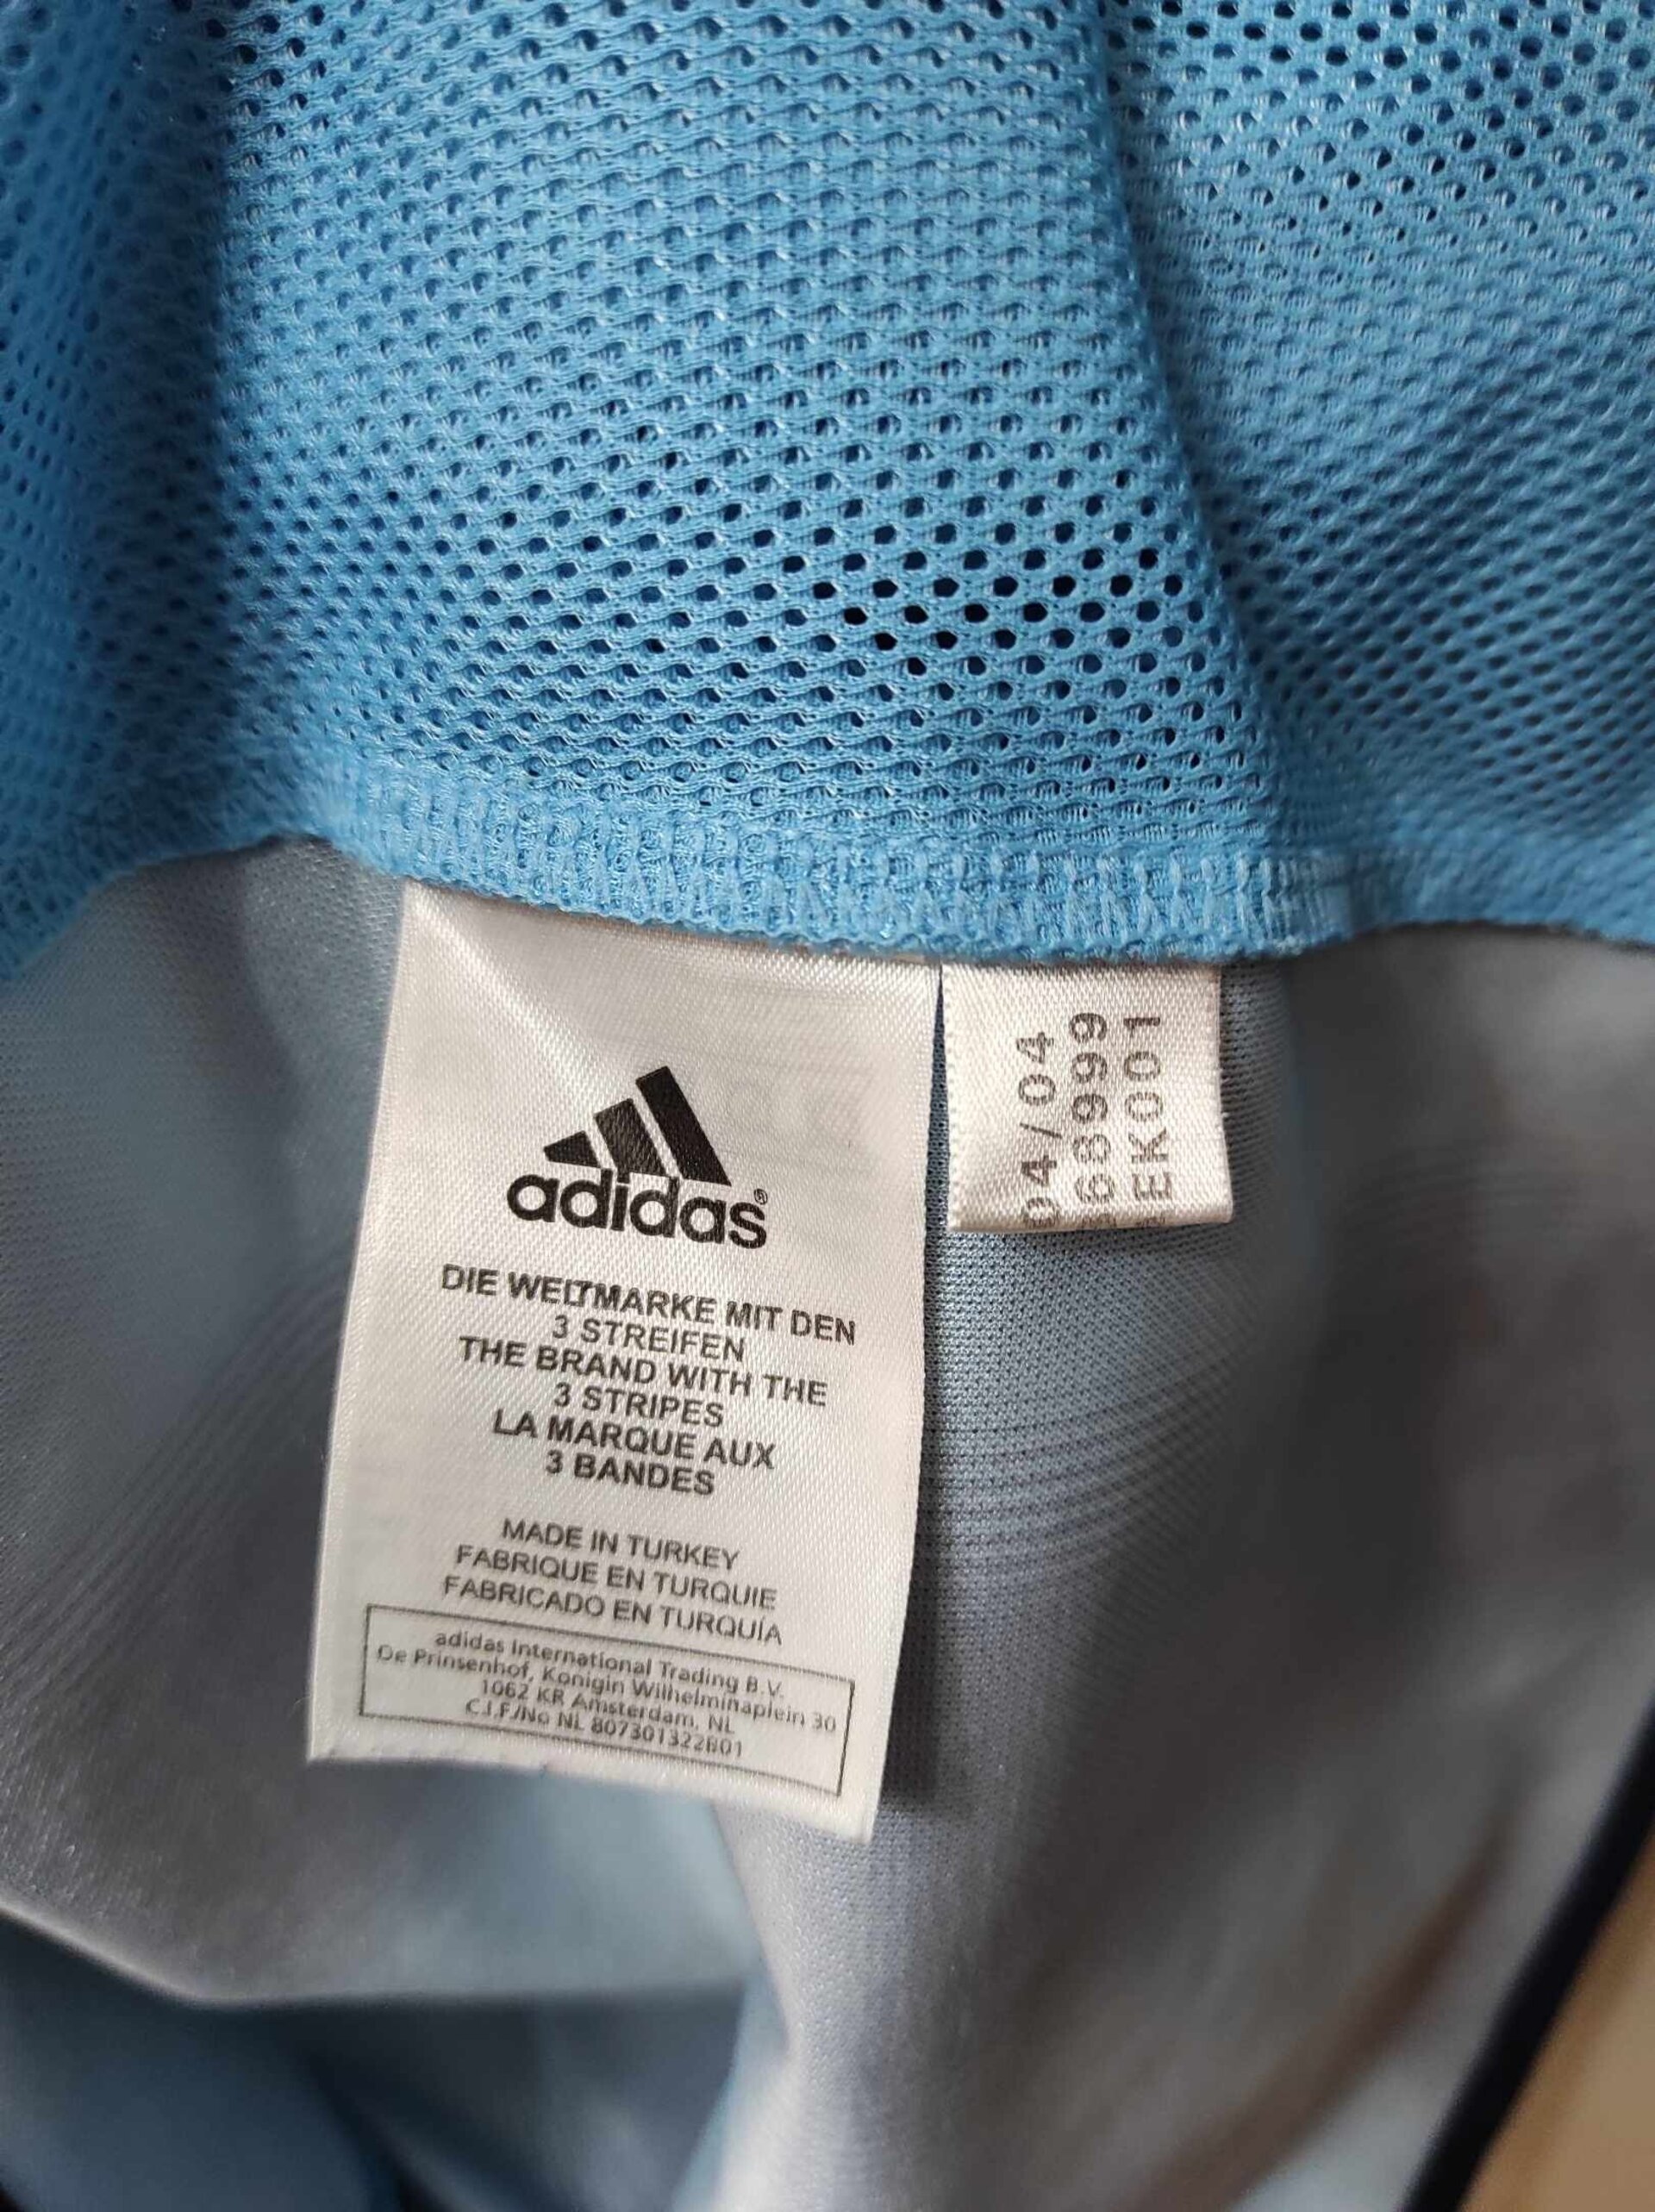 adidas®
DIE WELTMARKE MIT DEN
3 STREIFEN
THE BRAND WITH THE
3 STRIPES
LA MARQUE AUX
3 BANDES
MADE IN TURKEY
FABRIQUE EN TURQUIE
FABRICADO EN TURQUÍA
adidas International Trading B.V.
De Prinsenhof, Konigin Wilhelminaplein 30
1062 KR Amsterdam, NL
C.I.F./No NL 807301322B01
04/04
68999
EK001